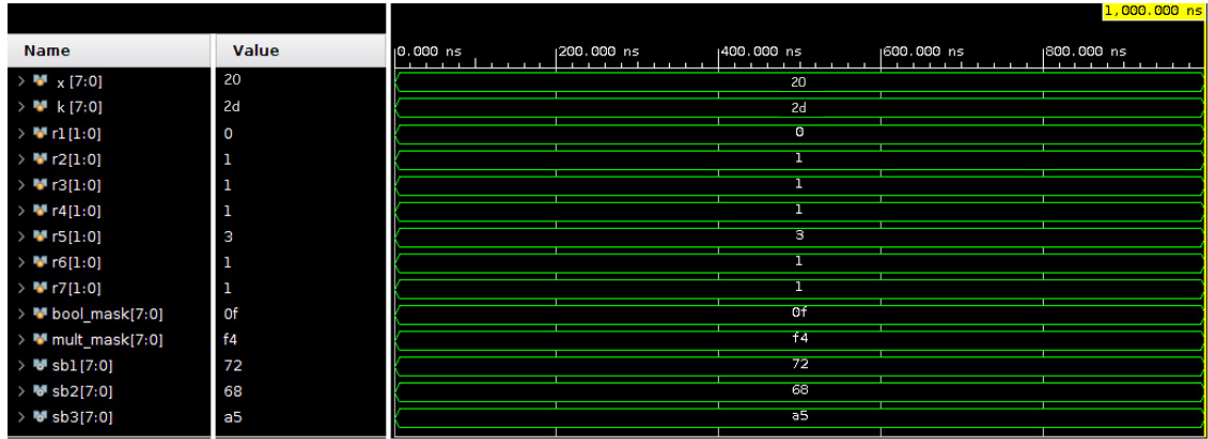 1,000.000 ns
Name Value 0.000 ns 200.000 ns 400.000 ns 600.000 ns 800.000 ns
x [7:0] 20 20
k [7:0] 2d 2d
r1[1:0] 0 0
r2[1:0] 1 1
r3[1:0] 1 1
r4[1:0] 1 1
r5[1:0] 3 3
r6[1:0] 1 1
r7[1:0] 1 1
bool_mask[7:0] 0f 0f
mult_mask[7:0] f4 f4
sb1[7:0] 72 72
sb2[7:0] 68 68
sb3[7:0] a5 a5